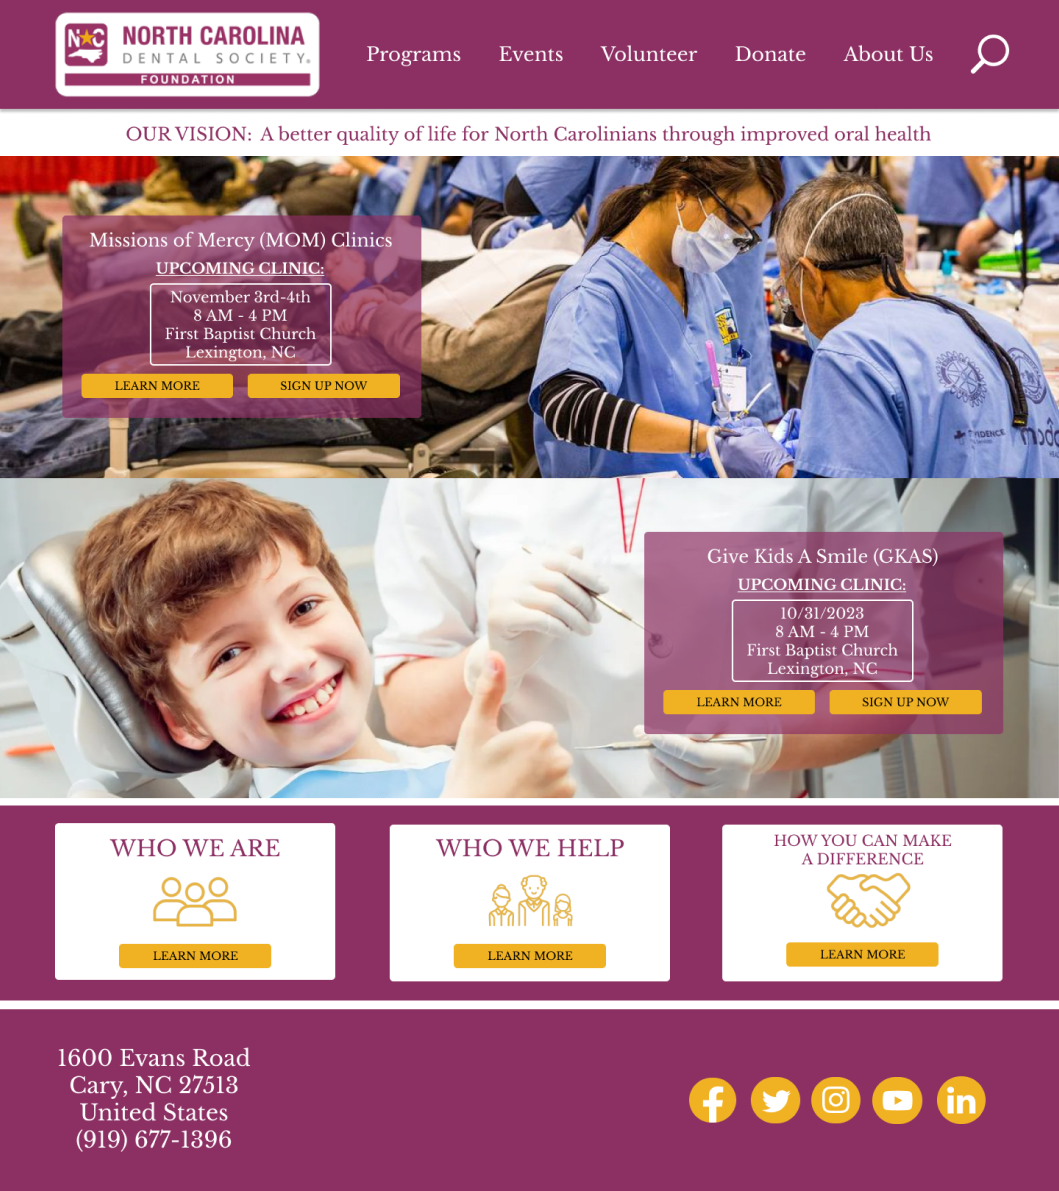 NC NORTH CAROLINA
DENTAL SOCIETY®
FOUNDATION
Programs Events Volunteer Donate About Us
OUR VISION: A better quality of life for North Carolinians through improved oral health
Missions of Mercy (MOM) Clinics
UPCOMING CLINIC:
November 3rd-4th
8 AM - 4 PM
First Baptist Church
Lexington, NC
LEARN MORE SIGN UP NOW
Give Kids A Smile (GKAS)
UPCOMING CLINIC:
10/31/2023
8 AM - 4 PM
First Baptist Church
Lexington, NC
LEARN MORE SIGN UP NOW
WHO WE ARE
LEARN MORE
WHO WE HELP
LEARN MORE
HOW YOU CAN MAKE
A DIFFERENCE
LEARN MORE
1600 Evans Road
Cary, NC 27513
United States
(919) 677-1396